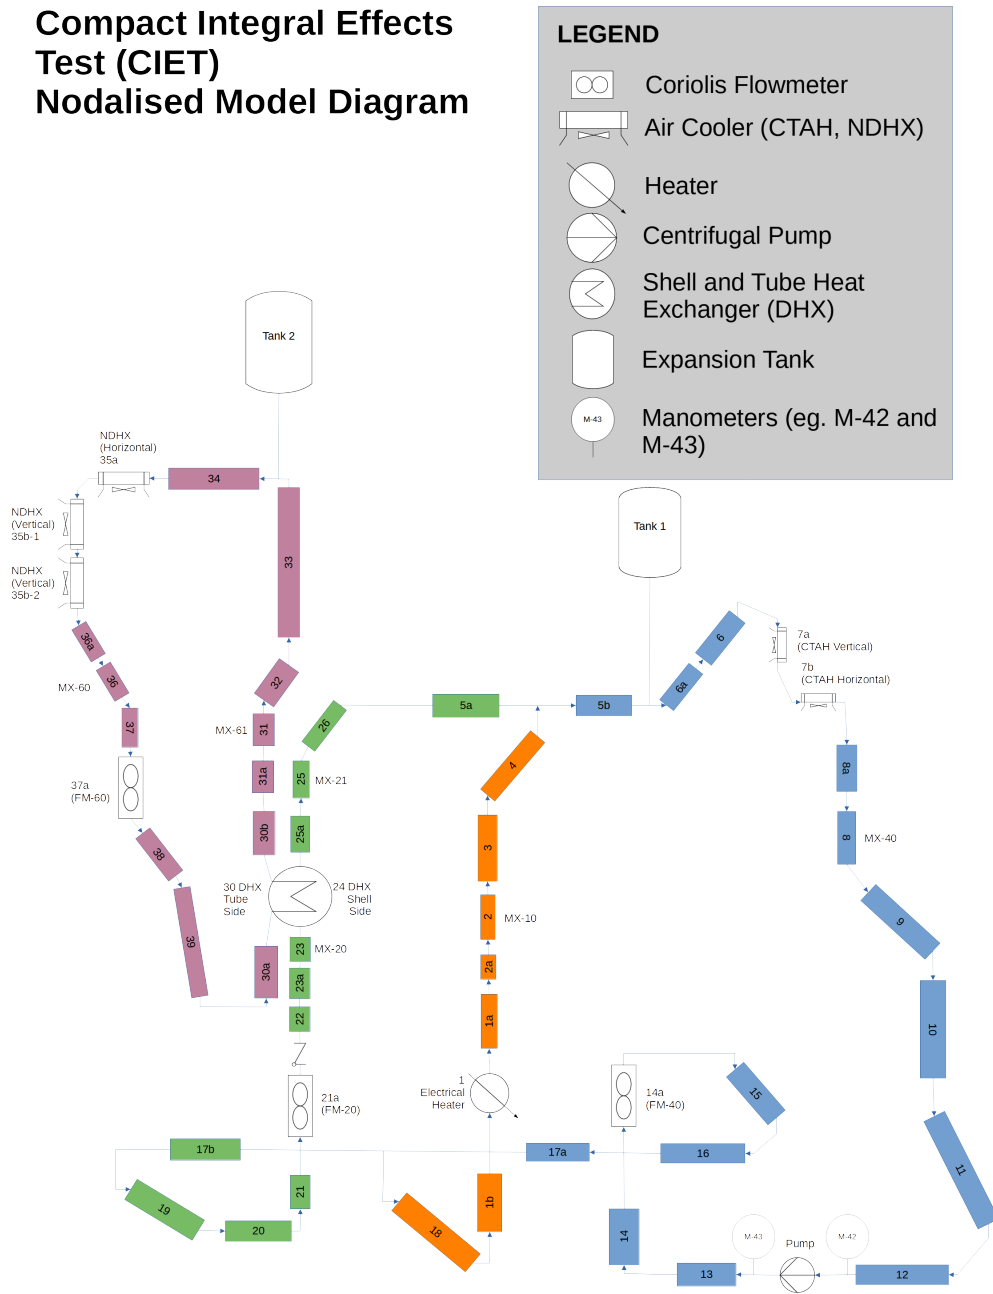 Compact Integral Effects
Test (CIET)
Nodalised Model Diagram
LEGEND
Coriolis Flowmeter
Air Cooler (CTAH, NDHX)
Heater
Centrifugal Pump
Shell and Tube Heat
Exchanger (DHX)
Expansion Tank
M-43
Manometers (eg. M-42 and
M-43)
Tank 2
NDHX
(Horizontal)
35a
34
NDHX
(Vertical)
35b-1
NDHX
(Vertical)
35b-2
33
Tank 1
36a
36
MX-60
37
32
MX-61
31
31a
30b
26
25
MX-21
25a
5a
5b
6a
6
7a
(CTAH Vertical)
7b
(CTAH Horizontal)
37a
(FM-60)
38
39
30 DHX
Tube
Side
24 DHX
Shell
Side
30a
23
MX-20
23a
22
4
3
2
MX-10
2a
1a
8a
8
MX-40
9
10
11
21a
(FM-20)
1
Electrical
Heater
14a
(FM-40)
15
17b
17a
16
19
20
21
18
1b
14
13
M-43
Pump
M-42
12